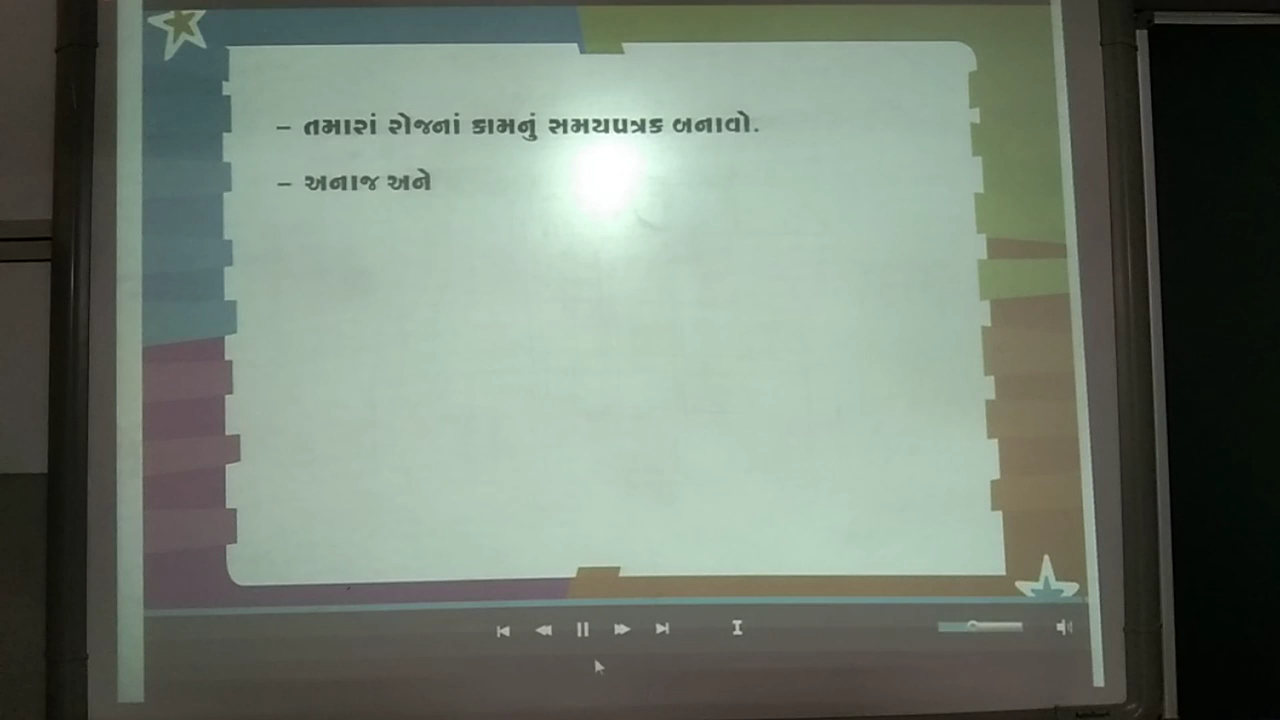 – તમારાં રોજનાં કામનું સમયપત્રક બનાવો.
– અનાજ અને